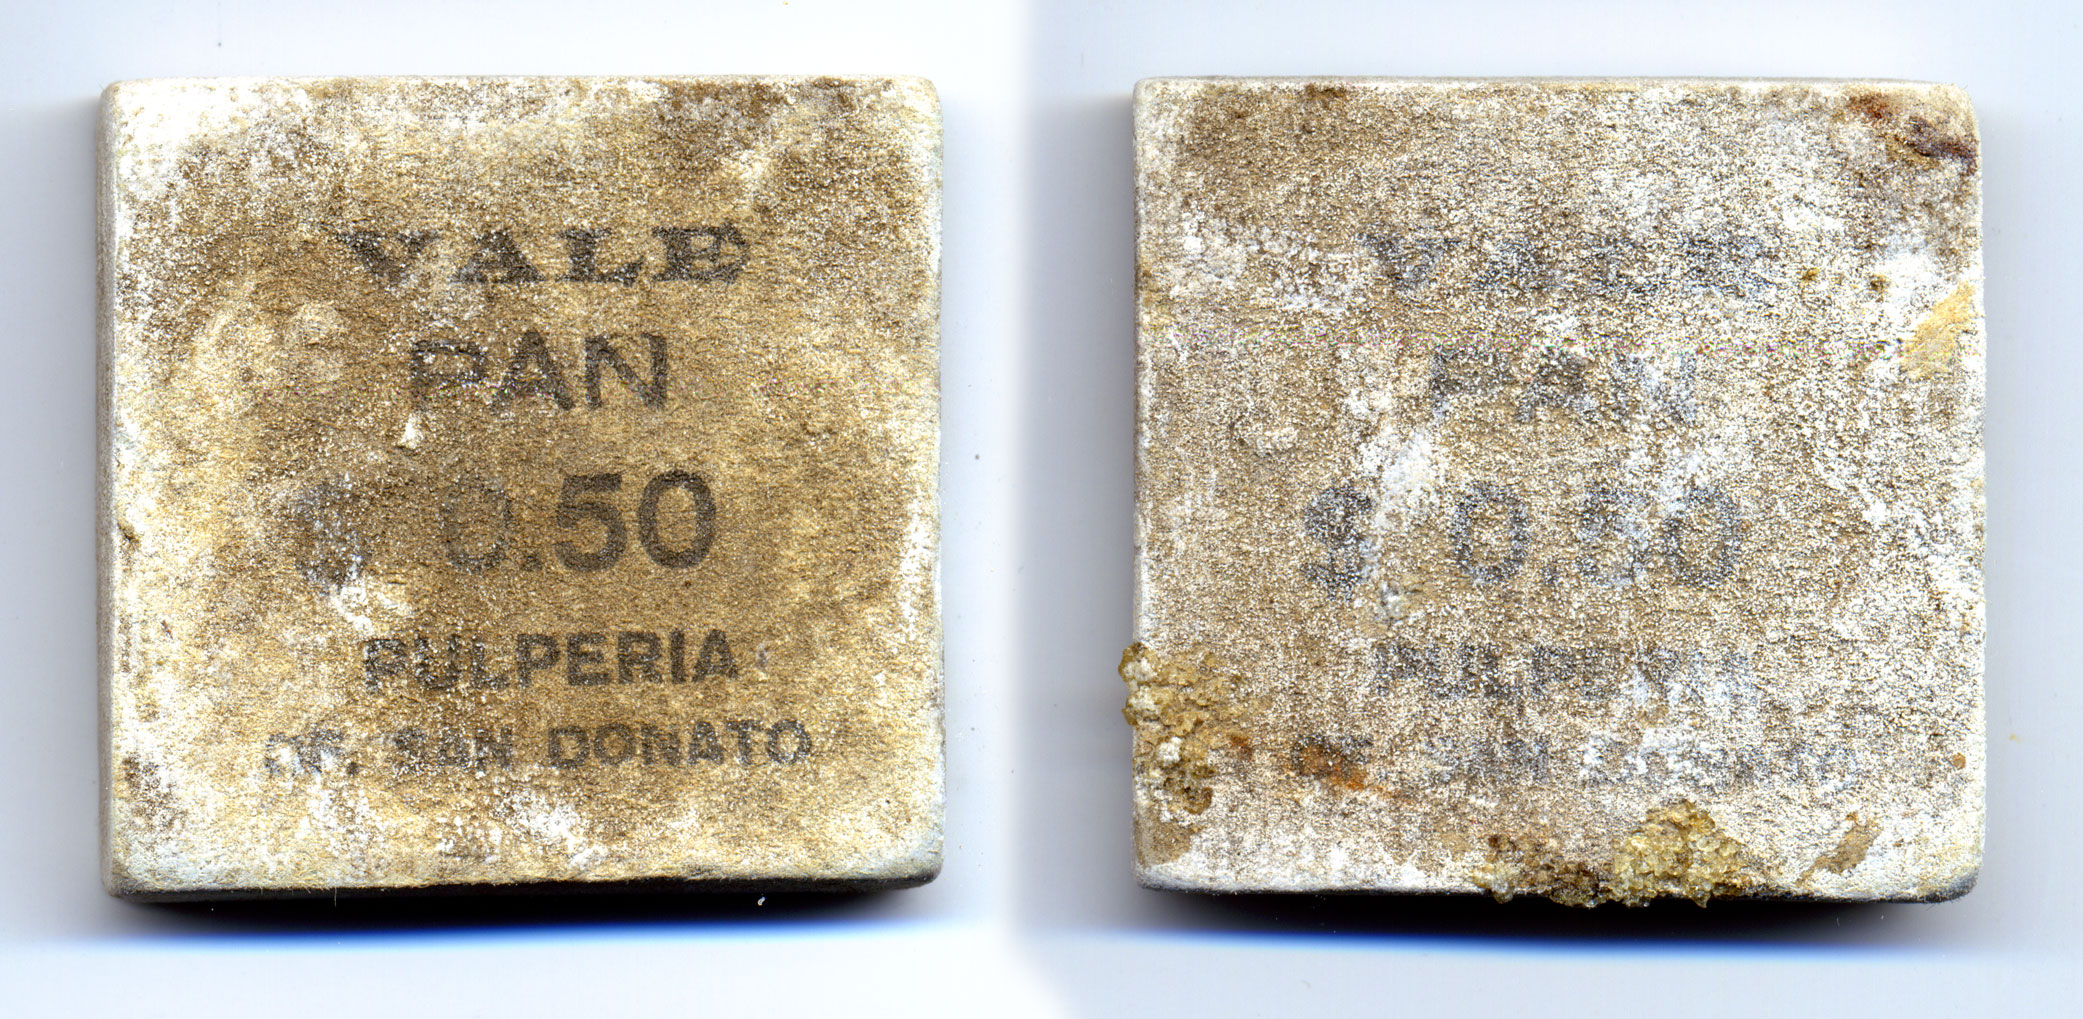 VALE
PAN
$ 0.50
PULPERIA
OF. SAN DONATO
VALE
PAN
$ 0.50
PULPERIA
OF. SAN DONATO